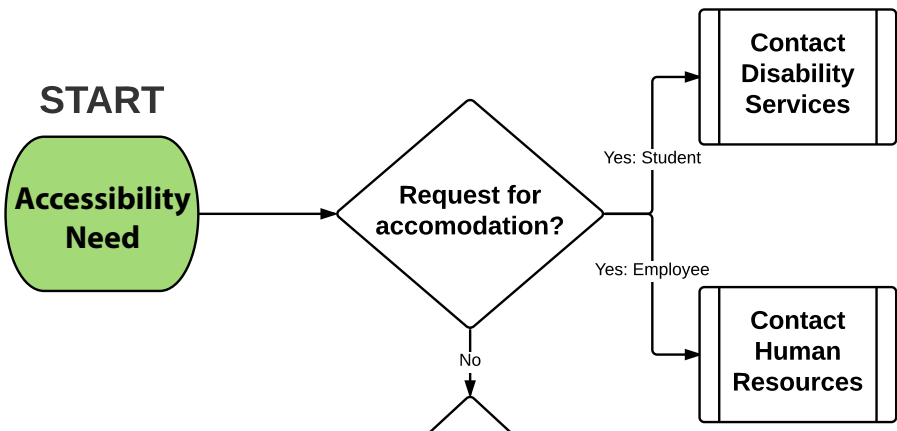 START
Accessibility
Need
Request for
accomodation?
Yes: Student
Contact
Disability
Services
Yes: Employee
Contact
Human
Resources
No